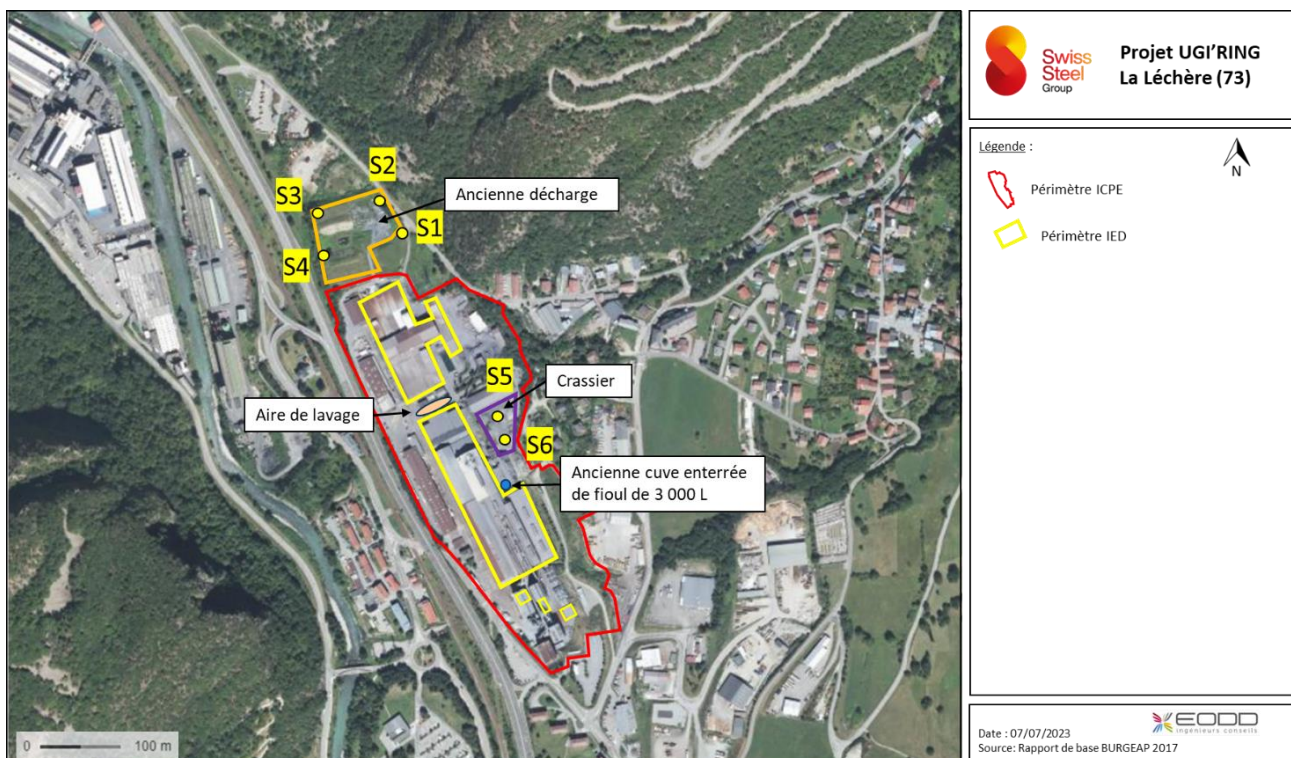 S2
S3
Ancienne décharge
S1
S4
S5
Crassier
Aire de lavage
S6
Ancienne cuve enterrée
de fioul de 3 000 L
0 100 m
Swiss
Steel
Group
Projet UGI’RING
La Léchère (73)
Légende :
N
Périmètre ICPE
Périmètre IED
EODD
ingénieurs conseils
Date : 07/07/2023
Source: Rapport de base BURGEAP 2017